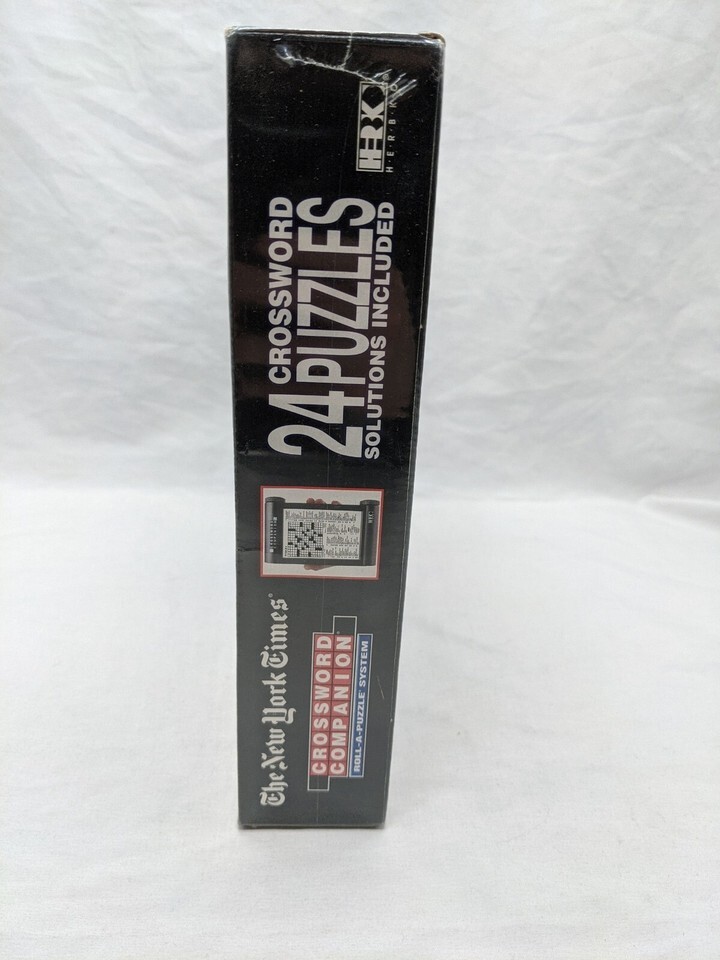 The New York Times®
CROSSWORD
COMPANION
ROLL-A-PUZZLE SYSTEM
CROSSWORD
24 PUZZLES
SOLUTIONS INCLUDED
HERBKO®